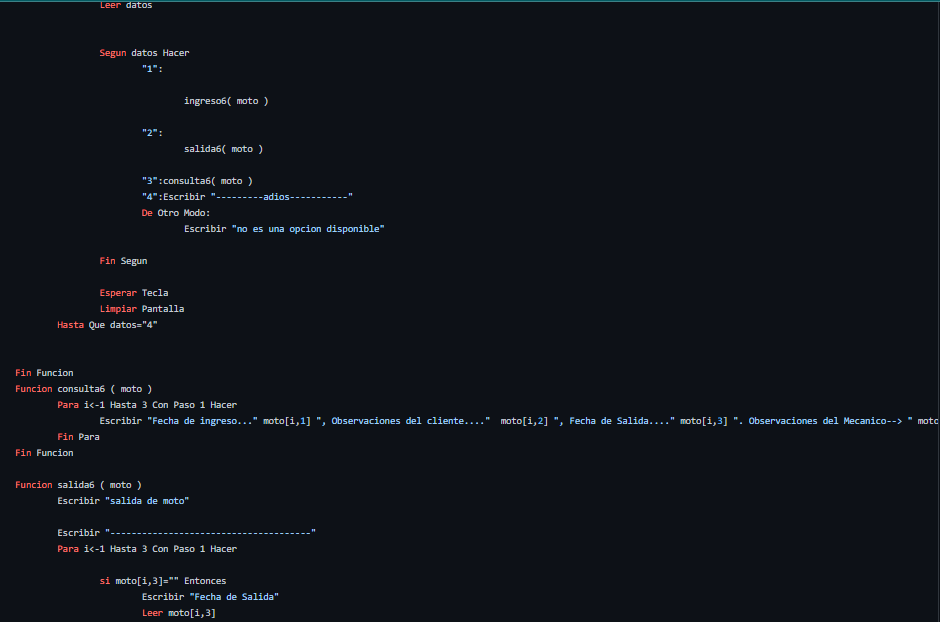 Leer datos
Segun datos Hacer
"1":
ingreso6( moto )
"2":
salida6( moto )
"3":consulta6( moto )
"4":Escribir "---------adios-----------"
De Otro Modo:
Escribir "no es una opcion disponible"
Fin Segun
Esperar Tecla
Limpiar Pantalla
Hasta Que datos="4"
Fin Funcion
Funcion consulta6 ( moto )
Para i<-1 Hasta 3 Con Paso 1 Hacer
Escribir "Fecha de ingreso..." moto[i,1] ", Observaciones del cliente...."  moto[i,2] ", Fecha de Salida...." moto[i,3] ". Observaciones del Mecanico--> " moto
Fin Para
Fin Funcion
Funcion salida6 ( moto )
Escribir "salida de moto"
Escribir "--------------------------------------"
Para i<-1 Hasta 3 Con Paso 1 Hacer
si moto[i,3]="" Entonces
Escribir "Fecha de Salida"
Leer moto[i,3]